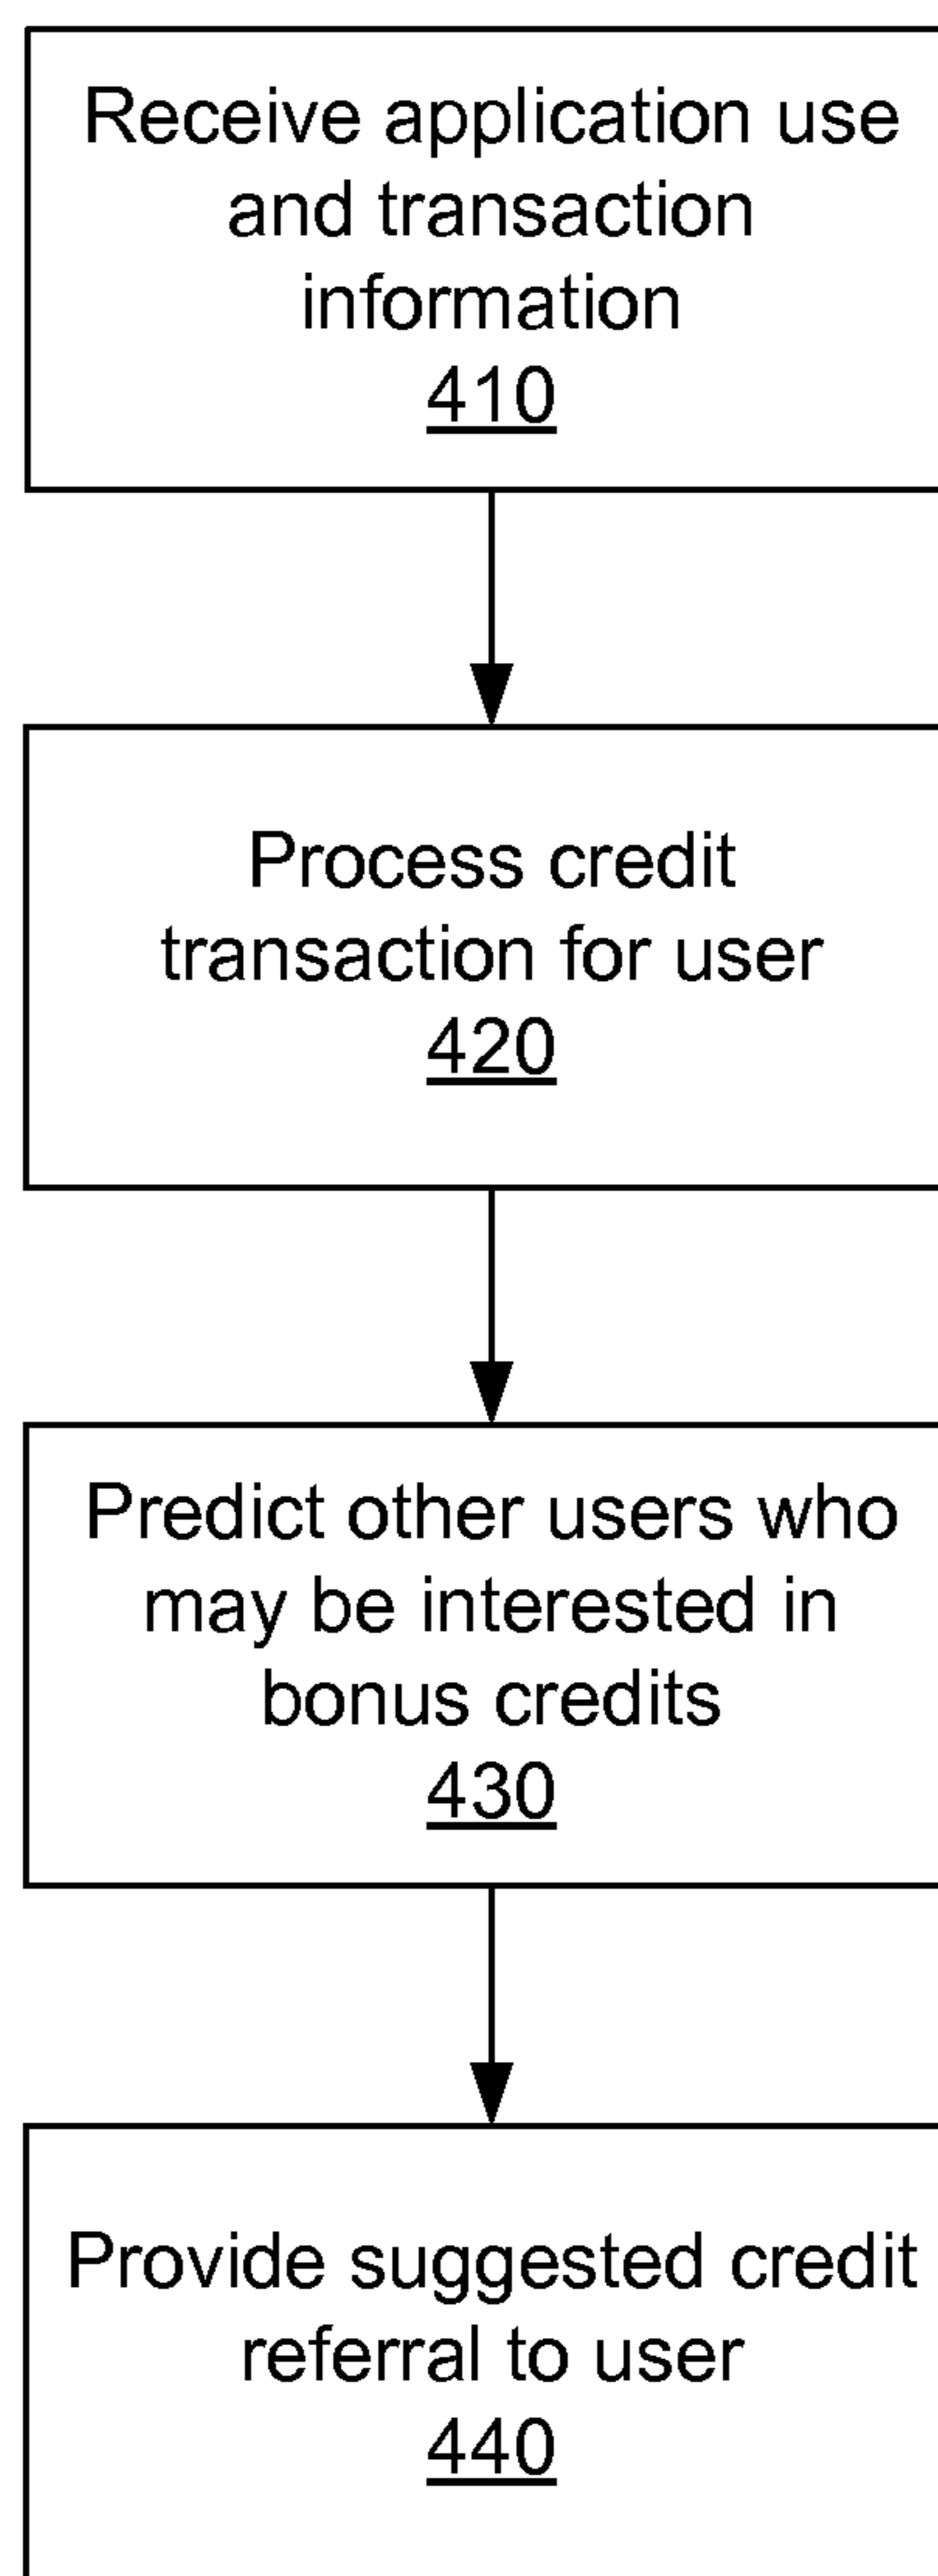 Receive application use
and transaction
information
410
Process credit
transaction for user
420
Predict other users who
may be interested in
bonus credits
430
Provide suggested credit
referral to user
440